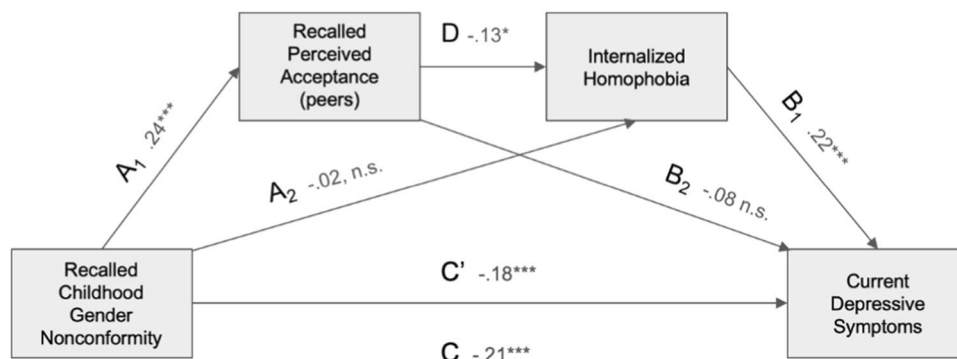 Recalled
Perceived
Acceptance
(peers)
D -.13*
Internalized
Homophobia
A₁ .24***
A₂ -.02, n.s.
B₂ -.08 n.s.
B₁ .22***
Recalled
Childhood
Gender
Nonconformity
C’ -.18***
Current
Depressive
Symptoms
C -.21***